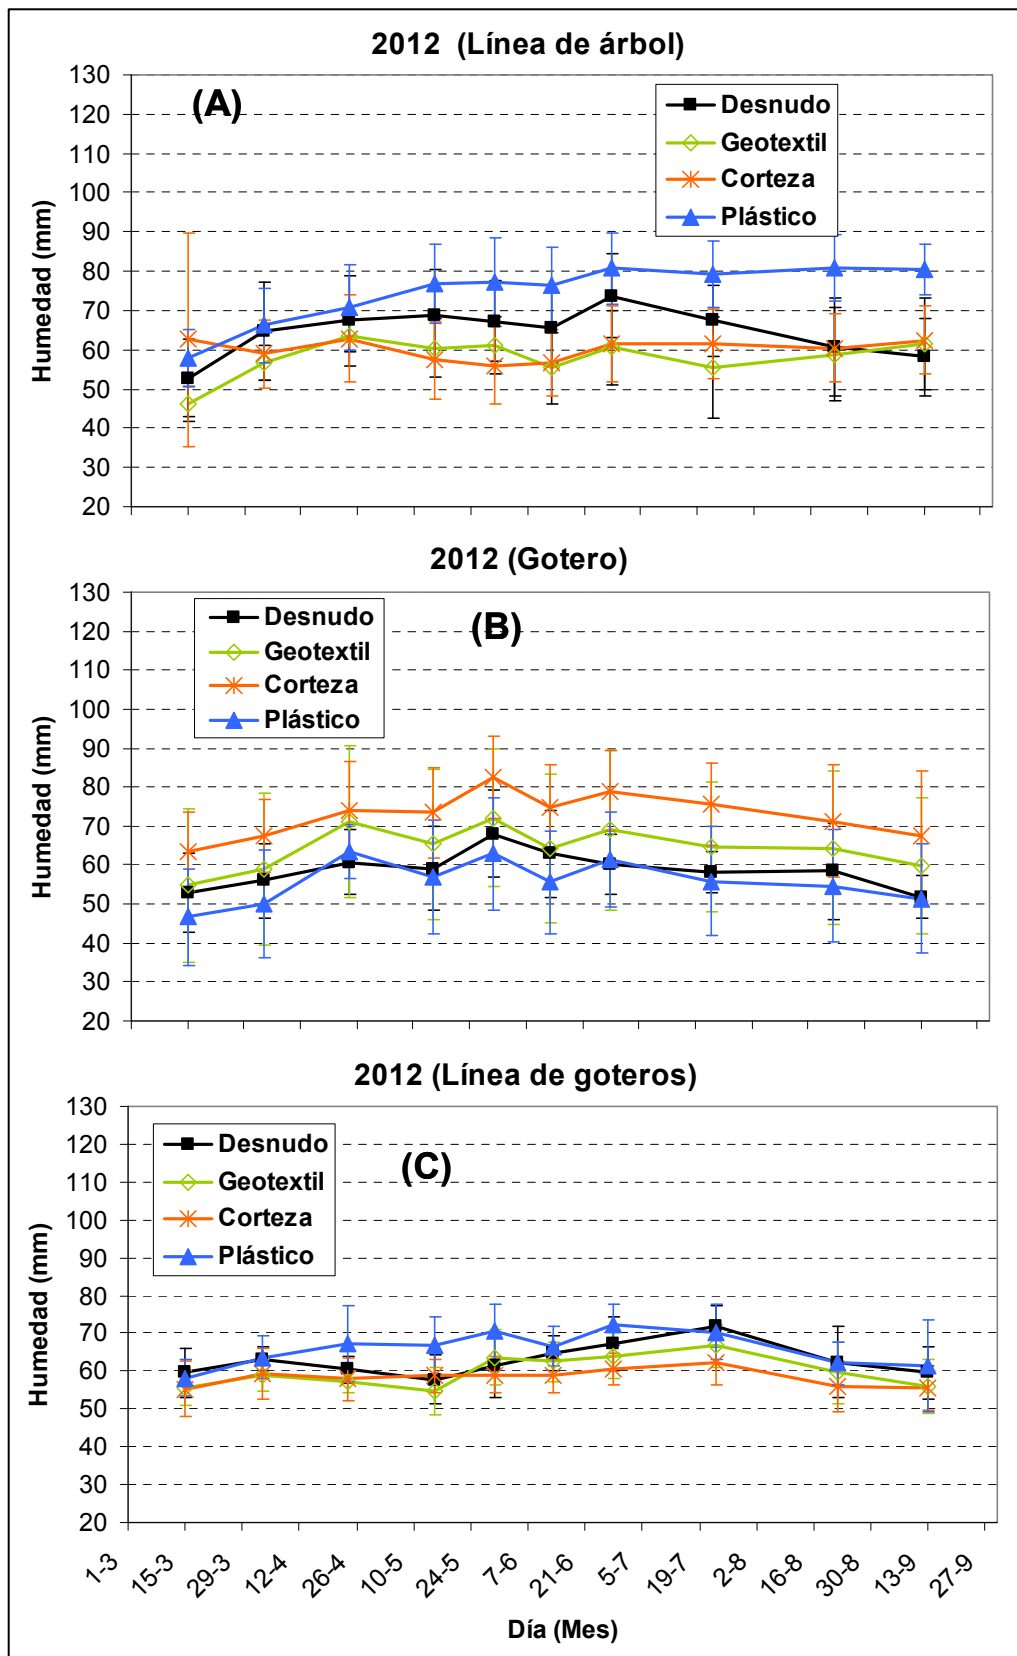 2012 (Línea de árbol)
(A)
Desnudo
Geotextil
Corteza
Plástico
Humedad (mm)
130
120
110
100
90
80
70
60
50
40
30
20
2012 (Gotero)
(B)
Desnudo
Geotextil
Corteza
Plástico
Humedad (mm)
130
120
110
100
90
80
70
60
50
40
30
20
2012 (Línea de goteros)
(C)
Desnudo
Geotextil
Corteza
Plástico
Humedad (mm)
130
120
110
100
90
80
70
60
50
40
30
20
1-3 15-3 29-3 12-4 26-4 10-5 24-5 7-6 21-6 5-7 19-7 2-8 16-8 30-8 13-9 27-9
Día (Mes)